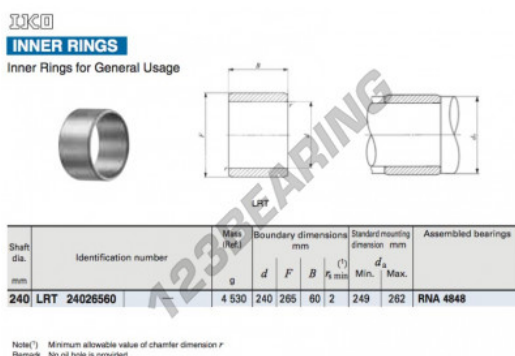 IKO
INNER RINGS
Inner Rings for General Usage
B
F
r
r
d
da
LRT
123BEARING
Shaft dia. mm
Identification number
Mass (Ref.) g
Boundary dimensions mm
d F B rs min (1)
Standard mounting dimension mm
da
Min. Max.
Assembled bearings
240 LRT 24026560 — 4 530 240 265 60 2 249 262 RNA 4848
Note(1) Minimum allowable value of chamfer dimension r
Remark No oil hole is provided.